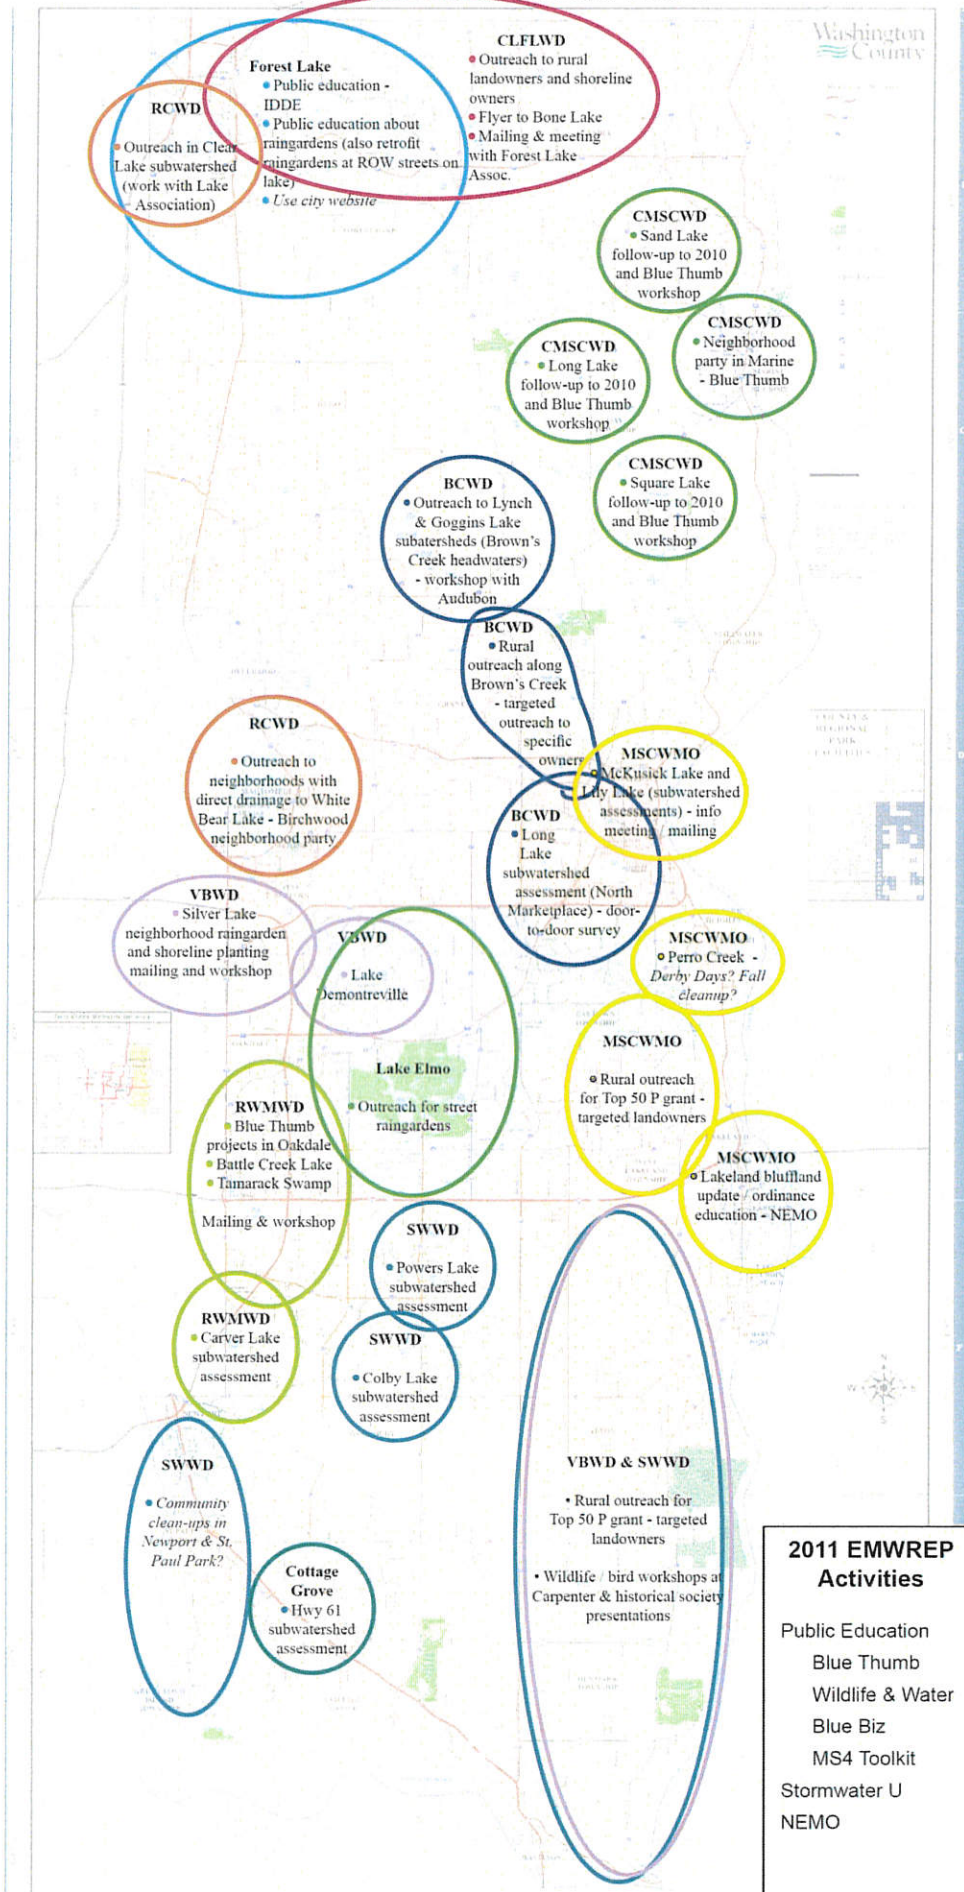 Washington
County
CLFLWD
• Outreach to rural
landowners and shoreline
owners
• Flyer to Bone Lake
• Mailing & meeting
with Forest Lake
Assoc.
Forest Lake
• Public education -
IDDE
• Public education about
raingardens (also retrofit
raingardens at ROW streets on
lake)
• Use city website
RCWD
• Outreach in Clear
Lake subwatershed
(work with Lake
Association)
CMSCWD
• Sand Lake
follow-up to 2010
and Blue Thumb
workshop
CMSCWD
• Neighborhood
party in Marine
- Blue Thumb
CMSCWD
• Long Lake
follow-up to 2010
and Blue Thumb
workshop
CMSCWD
• Square Lake
follow-up to 2010
and Blue Thumb
workshop
BCWD
• Outreach to Lynch
& Goggins Lake
subatersheds (Brown's
Creek headwaters)
- workshop with
Audubon
BCWD
• Rural
outreach along
Brown's Creek
- targeted
outreach to
specific
owners
RCWD
• Outreach to
neighborhoods with
direct drainage to White
Bear Lake - Birchwood
neighborhood party
MSCWMO
• McKusick Lake and
Lily Lake (subwatershed
assessments) - info
meeting / mailing
COUNTY &
REGIONAL
PARK
FACILITIES
BCWD
• Long
Lake
subwatershed
assessment (North
Marketplace) - door-
to-door survey
VBWD
• Silver Lake
neighborhood raingarden
and shoreline planting
mailing and workshop
VBWD
• Lake
Demontreville
MSCWMO
• Perro Creek -
Derby Days? Fall
cleanup?
Lake Elmo
• Outreach for street
raingardens
MSCWMO
• Rural outreach
for Top 50 P grant -
targeted landowners
RWMWD
• Blue Thumb
projects in Oakdale
• Battle Creek Lake
• Tamarack Swamp
Mailing & workshop
MSCWMO
• Lakeland bluffland
update / ordinance
education - NEMO
SWWD
• Powers Lake
subwatershed
assessment
RWMWD
• Carver Lake
subwatershed
assessment
SWWD
• Colby Lake
subwatershed
assessment
N
W
S
SWWD
• Community
clean-ups in
Newport & St.
Paul Park?
VBWD & SWWD
• Rural outreach for
Top 50 P grant - targeted
landowners
• Wildlife / bird workshops at
Carpenter & historical society
presentations
Cottage
Grove
• Hwy 61
subwatershed
assessment
2011 EMWREP
Activities
Public Education
Blue Thumb
Wildlife & Water
Blue Biz
MS4 Toolkit
Stormwater U
NEMO